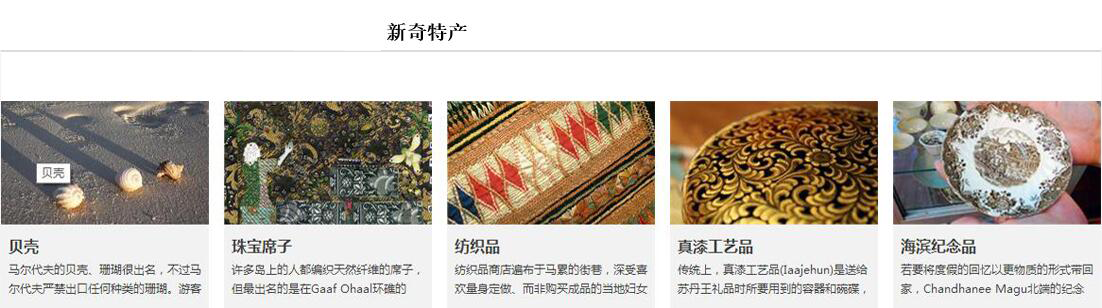 新奇特产
贝壳
贝壳
马尔代夫的贝壳、珊瑚很出名，不过马
尔代夫严禁出口任何种类的珊瑚。游客
珠宝席子
许多岛上的人都编织天然纤维的席子，
但最出名的是在Gaaf Ohaal环礁的
纺织品
纺织品商店遍布于马累的街巷，深受喜
欢量身定做、而非购买成品的当地妇女
真漆工艺品
传统上，真漆工艺品(Iaajehun)是送给
苏丹王礼品时所要用到的容器和碗碟，
海滨纪念品
若要将度假的回忆以更物质的形式带回
家，Chandhanee Magu北端的纪念